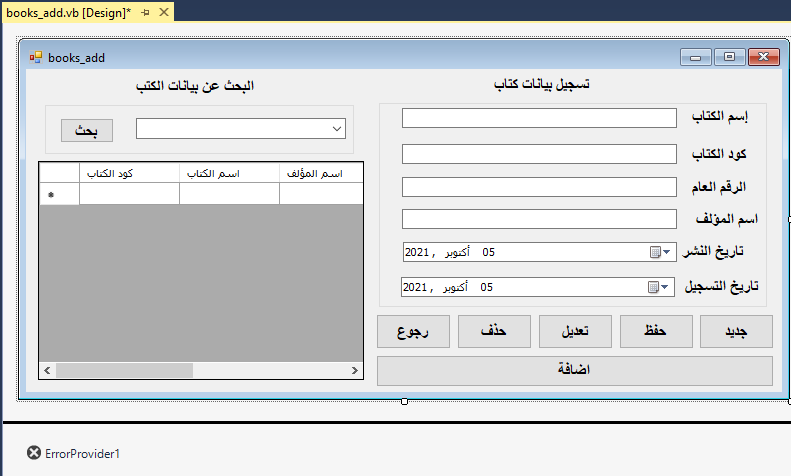 books_add.vb [Design]*
books_add
تسجيل بيانات كتاب
إسم الكتاب
كود الكتاب
الرقم العام
اسم المؤلف
تاريخ النشر
05 أكتوبر, 2021
تاريخ التسجيل
05 أكتوبر, 2021
جديد
حفظ
تعديل
حذف
رجوع
اضافة
البحث عن بيانات الكتب
بحث
كود الكتاب
اسم الكتاب
اسم المؤلف
ErrorProvider1